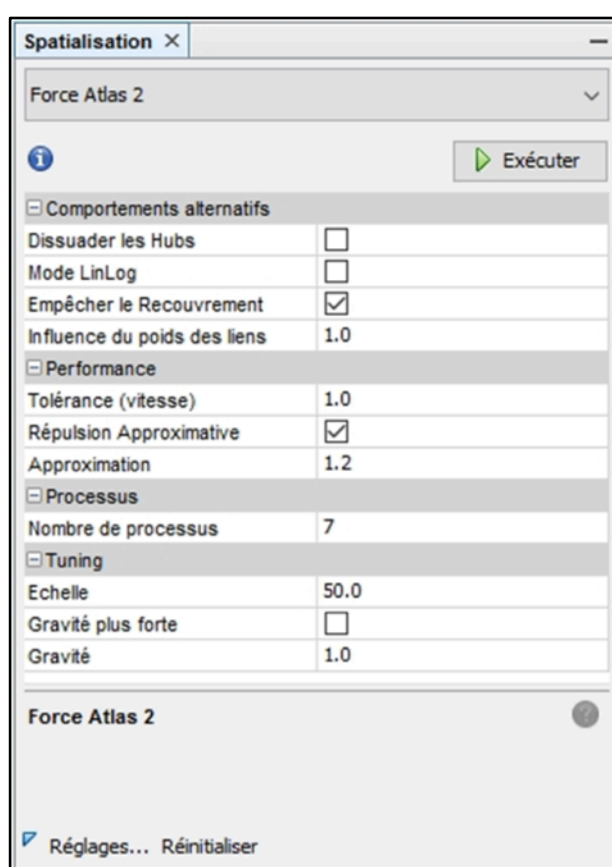 Spatialisation
Force Atlas 2
Exécuter
Comportements alternatifs
Dissuader les Hubs
Mode LinLog
Empêcher le Recouvrement
Influence du poids des liens 1.0
Performance
Tolérance (vitesse) 1.0
Répulsion Approximative
Approximation 1.2
Processus
Nombre de processus 7
Tuning
Echelle 50.0
Gravité plus forte
Gravité 1.0
Force Atlas 2
Réglages... Réinitialiser